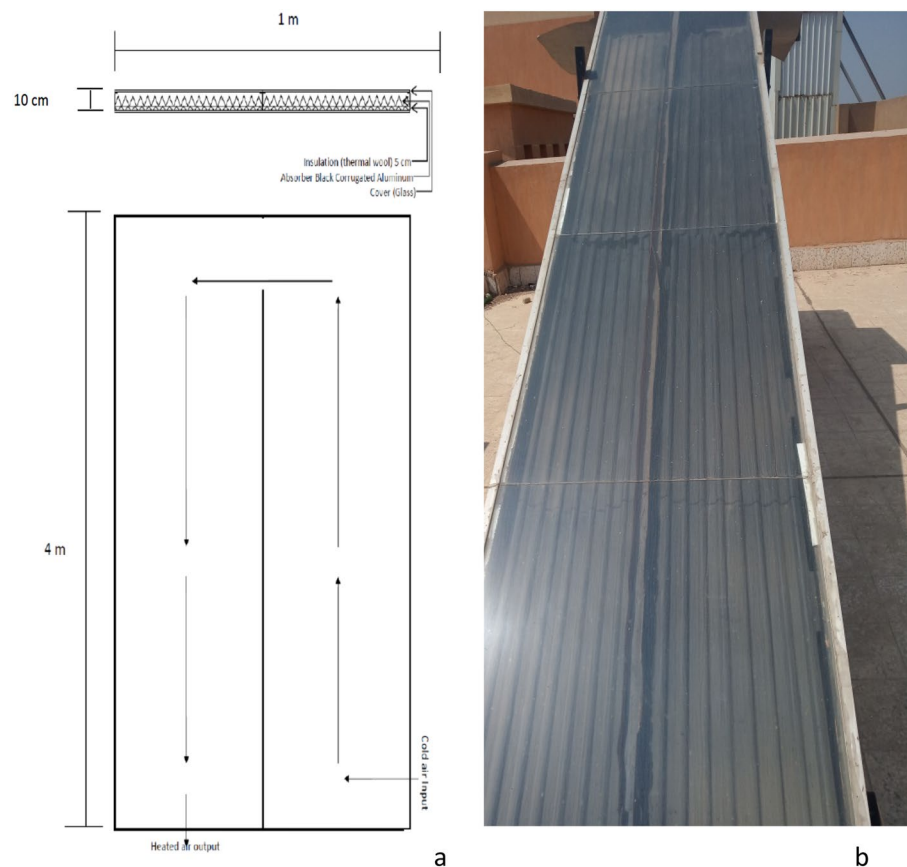 1 m
10 cm
Insulation (thermal wool) 5 cm
Absorber Black Corrugated Aluminum
Cover (Glass)
4 m
Cold air Input
Heated air output
a
b